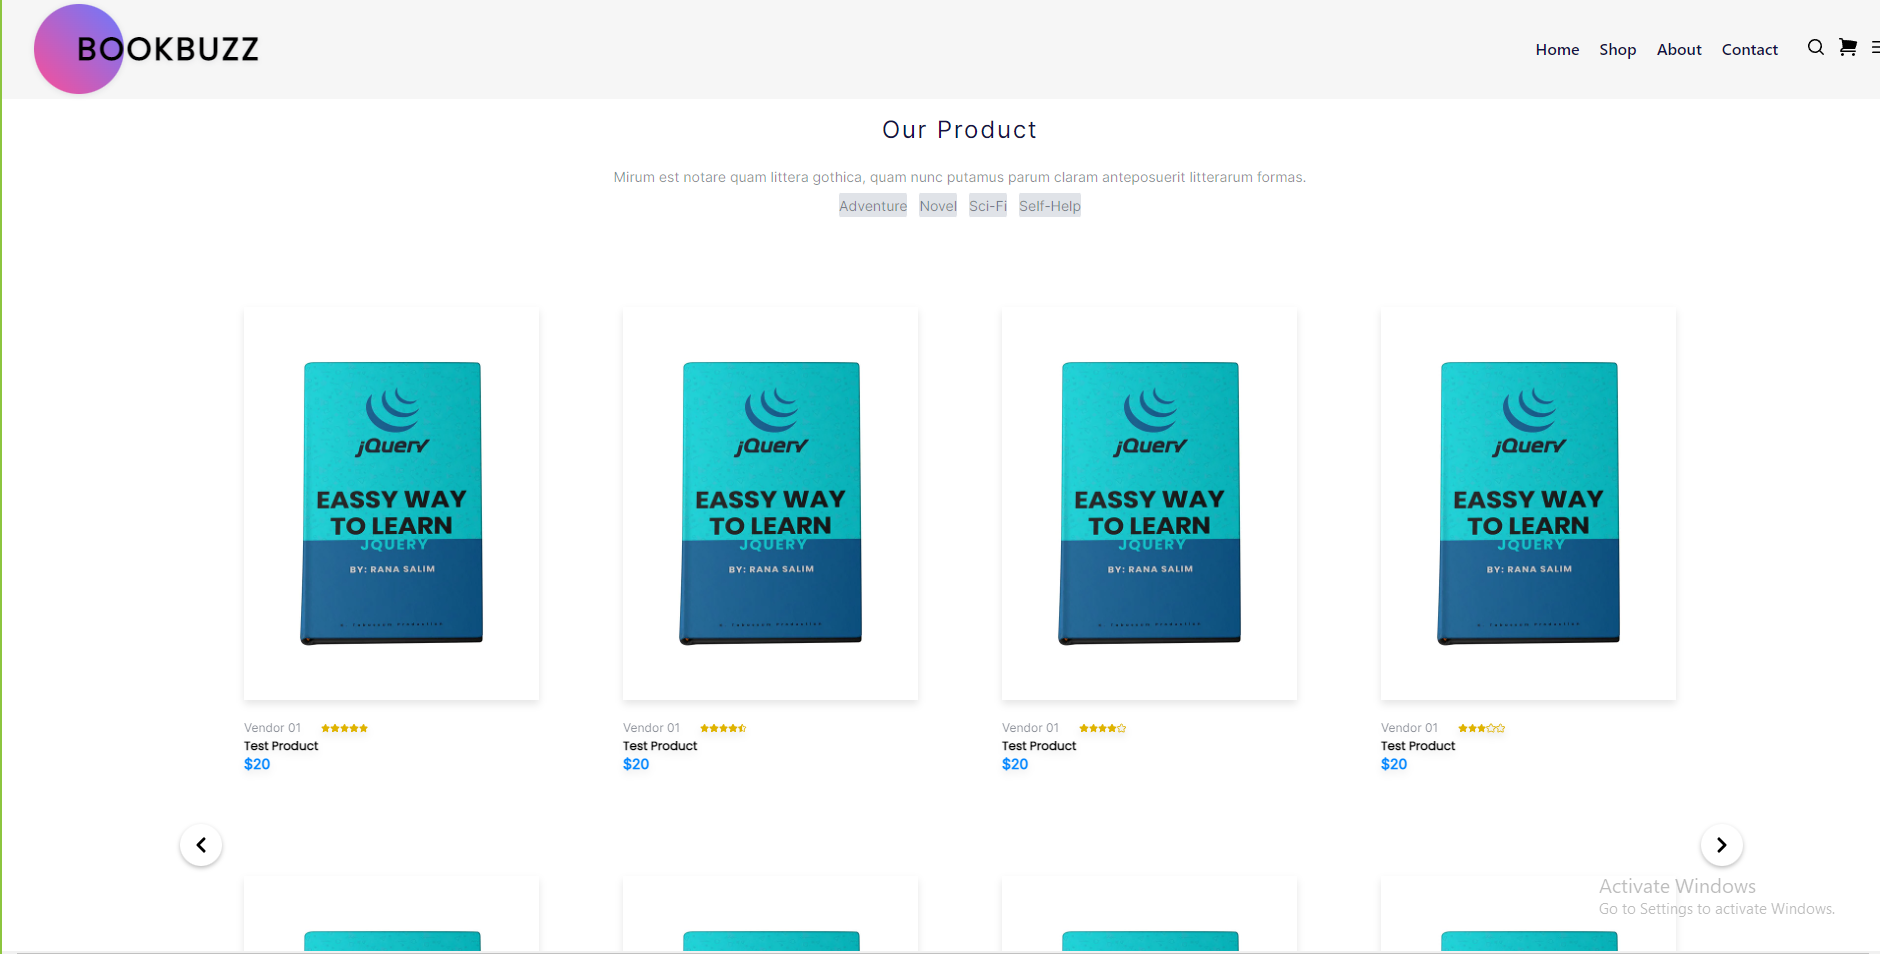 BOOKBUZZ
Home Shop About Contact
Our Product
Mirum est notare quam littera gothica, quam nunc putamus parum claram anteposuerit litterarum formas.
Adventure Novel Sci-Fi Self-Help
jQuery
EASSY WAY
TO LEARN
JQUERY
BY: RANA SALIM
jQuery
EASSY WAY
TO LEARN
JQUERY
BY: RANA SALIM
jQuery
EASSY WAY
TO LEARN
JQUERY
BY: RANA SALIM
jQuery
EASSY WAY
TO LEARN
JQUERY
BY: RANA SALIM
Vendor 01
Test Product
$20
Vendor 01
Test Product
$20
Vendor 01
Test Product
$20
Vendor 01
Test Product
$20
Activate Windows
Go to Settings to activate Windows.